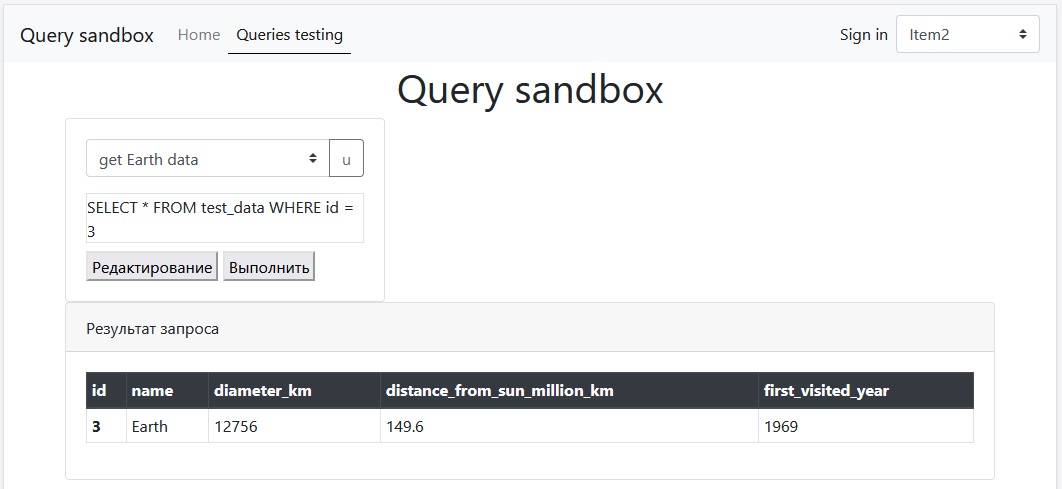 Query sandbox Home Queries testing Sign in Item2
Query sandbox
get Earth data u
SELECT * FROM test_data WHERE id =
3
Редактирование Выполнить
Результат запроса
id name diameter_km distance_from_sun_million_km first_visited_year
3 Earth 12756 149.6 1969